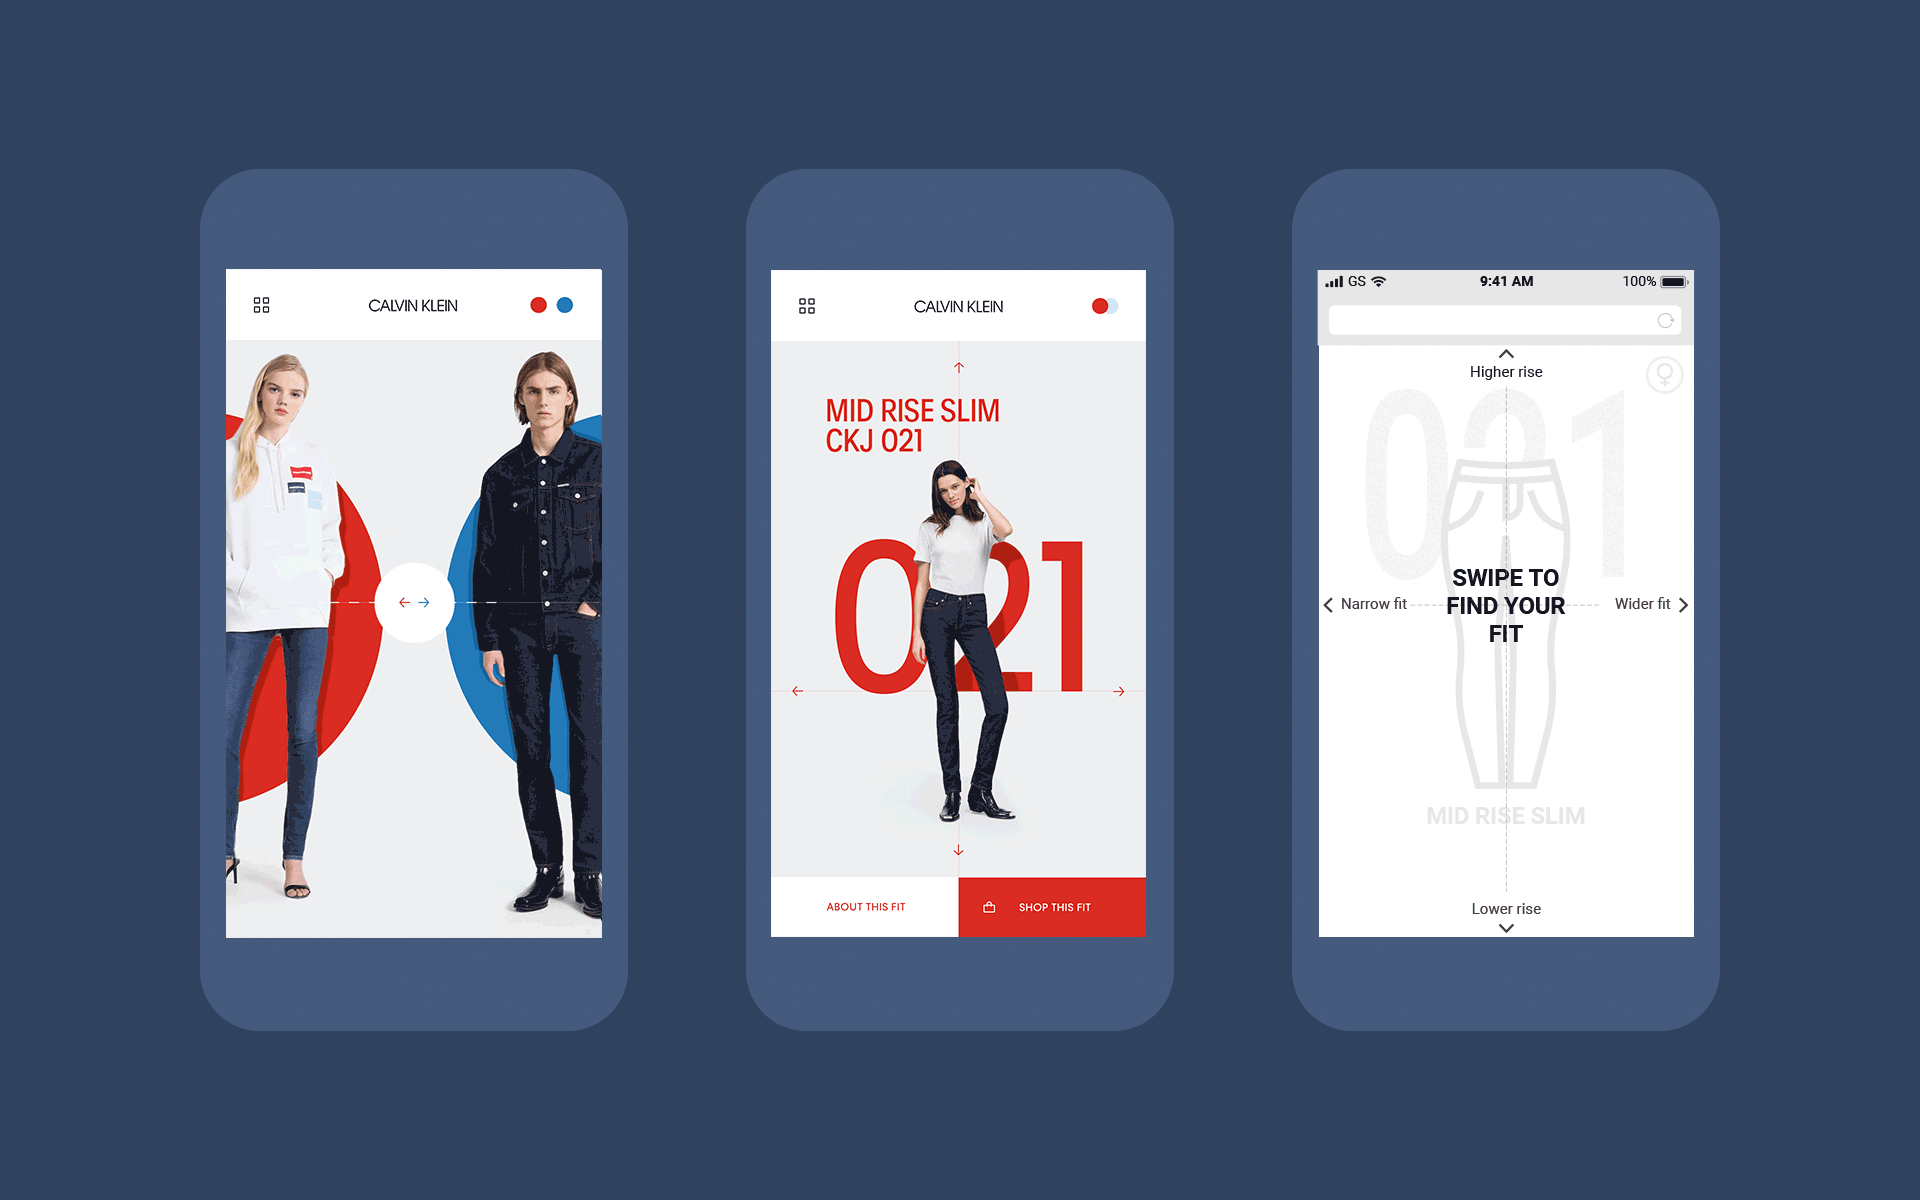 CALVIN KLEIN
CALVIN KLEIN
MID RISE SLIM
CKJ 021
021
ABOUT THIS FIT
SHOP THIS FIT
GS
9:41 AM
100%
Higher rise
021
SWIPE TO
FIND YOUR
FIT
Narrow fit
Wider fit
MID RISE SLIM
Lower rise